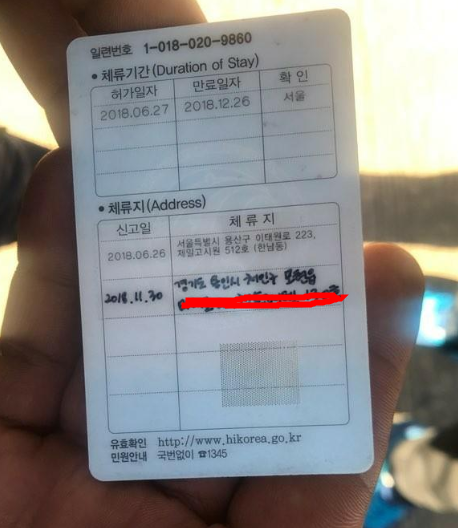 일련번호 1-018-020-9860
• 체류기간(Duration of Stay)
허가일자 만료일자 확 인
2018.06.27 2018.12.26 서울
• 체류지(Address)
신고일 체 류 지
2018.06.26 서울특별시 용산구 이태원로 223,
체밀고시원 512호 (한남동)
2018.11.30 경기도 용인시 처인구 모현읍
유효확인 http://www.hikorea.go.kr
민원안내 국번없이 ☎1345